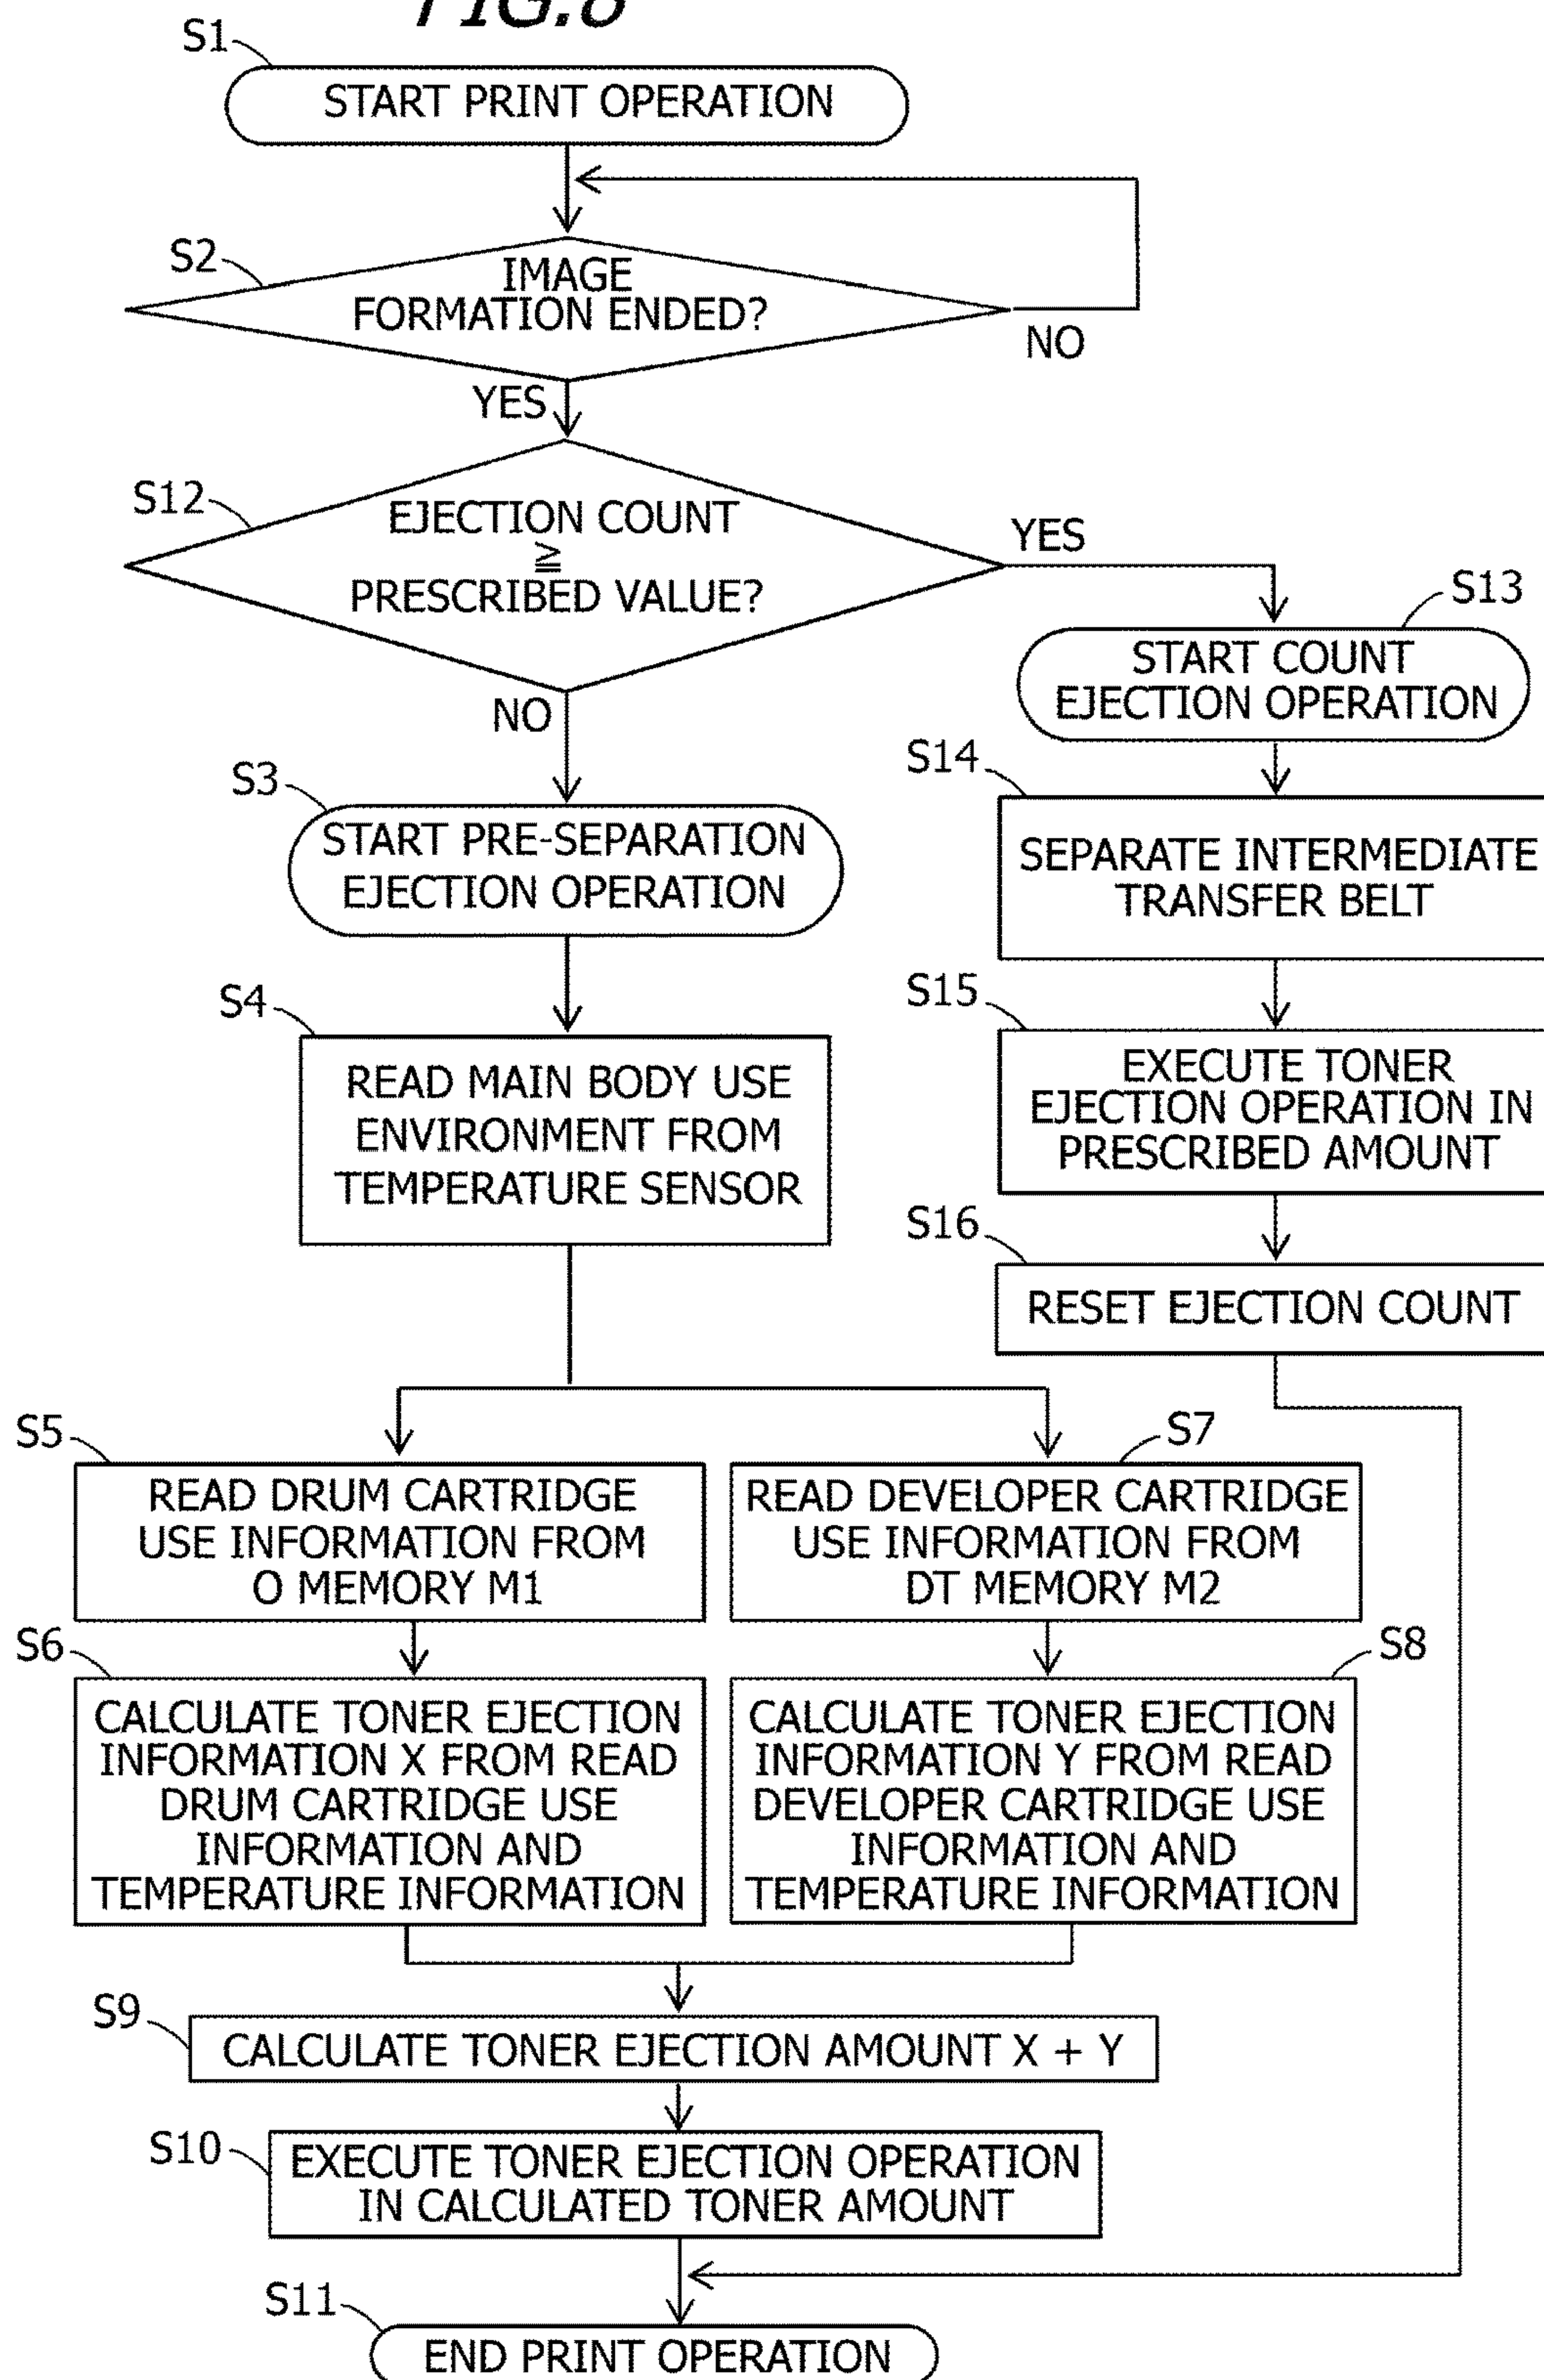 FIG.8
S1
START PRINT OPERATION
S2
IMAGE
FORMATION ENDED?
NO
YES
S12
EJECTION COUNT
≧
PRESCRIBED VALUE?
YES
NO
S13
START COUNT
EJECTION OPERATION
S14
SEPARATE INTERMEDIATE
TRANSFER BELT
S15
EXECUTE TONER
EJECTION OPERATION IN
PRESCRIBED AMOUNT
S16
RESET EJECTION COUNT
S3
START PRE-SEPARATION
EJECTION OPERATION
S4
READ MAIN BODY USE
ENVIRONMENT FROM
TEMPERATURE SENSOR
S5
READ DRUM CARTRIDGE
USE INFORMATION FROM
O MEMORY M1
S7
READ DEVELOPER CARTRIDGE
USE INFORMATION FROM
DT MEMORY M2
S6
CALCULATE TONER EJECTION
INFORMATION X FROM READ
DRUM CARTRIDGE USE
INFORMATION AND
TEMPERATURE INFORMATION
S8
CALCULATE TONER EJECTION
INFORMATION Y FROM READ
DEVELOPER CARTRIDGE USE
INFORMATION AND
TEMPERATURE INFORMATION
S9
CALCULATE TONER EJECTION AMOUNT X + Y
S10
EXECUTE TONER EJECTION OPERATION
IN CALCULATED TONER AMOUNT
S11
END PRINT OPERATION